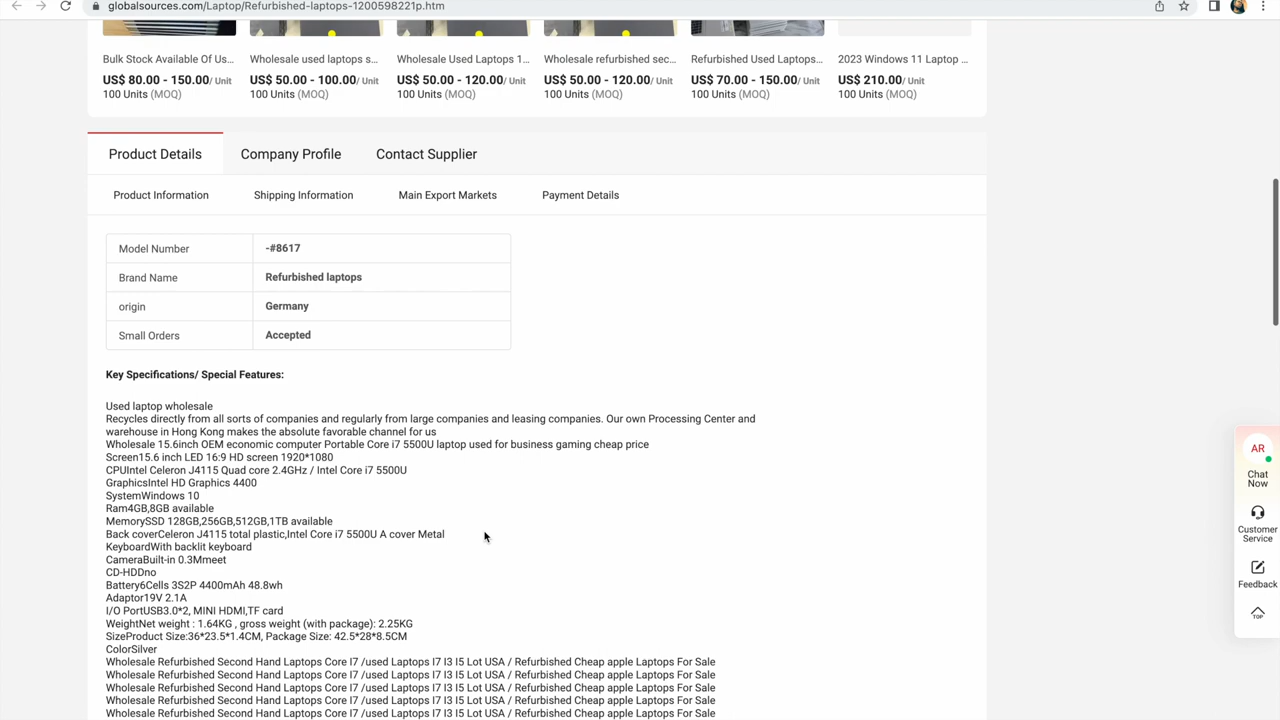 globalsources.com/Laptop/Refurbished-laptops-1200598221p.htm
Bulk Stock Available Of Us... Wholesale used laptops s... Wholesale Used Laptops 1... Wholesale refurbished sec... Refurbished Used Laptops... 2023 Windows 11 Laptop ...
US$ 80.00 - 150.00/ Unit US$ 50.00 - 100.00/ Unit US$ 50.00 - 120.00/ Unit US$ 50.00 - 120.00/ Unit US$ 70.00 - 150.00/ Unit US$ 210.00/ Unit
100 Units (MOQ) 100 Units (MOQ) 100 Units (MOQ) 100 Units (MOQ) 100 Units (MOQ) 100 Units (MOQ)
Product Details Company Profile Contact Supplier
Product Information Shipping Information Main Export Markets Payment Details
Model Number -#8617
Brand Name Refurbished laptops
origin Germany
Small Orders Accepted
Key Specifications/ Special Features:
Used laptop wholesale
Recycles directly from all sorts of companies and regularly from large companies and leasing companies. Our own Processing Center and
warehouse in Hong Kong makes the absolute favorable channel for us
Wholesale 15.6inch OEM economic computer Portable Core i7 5500U laptop used for business gaming cheap price
Screen15.6 inch LED 16:9 HD screen 1920*1080
CPUIntel Celeron J4115 Quad core 2.4GHz / Intel Core i7 5500U
GraphicsIntel HD Graphics 4400
SystemWindows 10
Ram4GB,8GB available
MemorySSD 128GB,256GB,512GB,1TB available
Back coverCeleron J4115 total plastic,Intel Core i7 5500U A cover Metal
KeyboardWith backlit keyboard
CameraBuilt-in 0.3Mmeet
CD-HDDno
Battery6Cells 3S2P 4400mAh 48.8wh
Adaptor19V 2.1A
I/O PortUSB3.0*2, MINI HDMI,TF card
WeightNet weight : 1.64KG , gross weight (with package): 2.25KG
SizeProduct Size:36*23.5*1.4CM, Package Size: 42.5*28*8.5CM
ColorSilver
Wholesale Refurbished Second Hand Laptops Core I7 /used Laptops I7 I3 I5 Lot USA / Refurbished Cheap apple Laptops For Sale
Wholesale Refurbished Second Hand Laptops Core I7 /used Laptops I7 I3 I5 Lot USA / Refurbished Cheap apple Laptops For Sale
Wholesale Refurbished Second Hand Laptops Core I7 /used Laptops I7 I3 I5 Lot USA / Refurbished Cheap apple Laptops For Sale
Wholesale Refurbished Second Hand Laptops Core I7 /used Laptops I7 I3 I5 Lot USA / Refurbished Cheap apple Laptops For Sale
Wholesale Refurbished Second Hand Laptops Core I7 /used Laptops I7 I3 I5 Lot USA / Refurbished Cheap apple Laptops For Sale
AR
Chat
Now
Customer
Service
Feedback
TOP